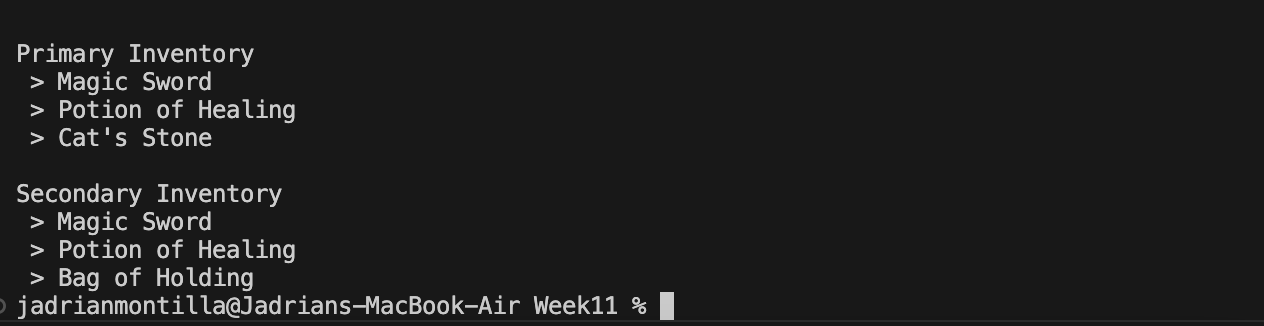 Primary Inventory
> Magic Sword
> Potion of Healing
> Cat's Stone
Secondary Inventory
> Magic Sword
> Potion of Healing
> Bag of Holding
jadrianmontilla@Jadrians-MacBook-Air Week11 %